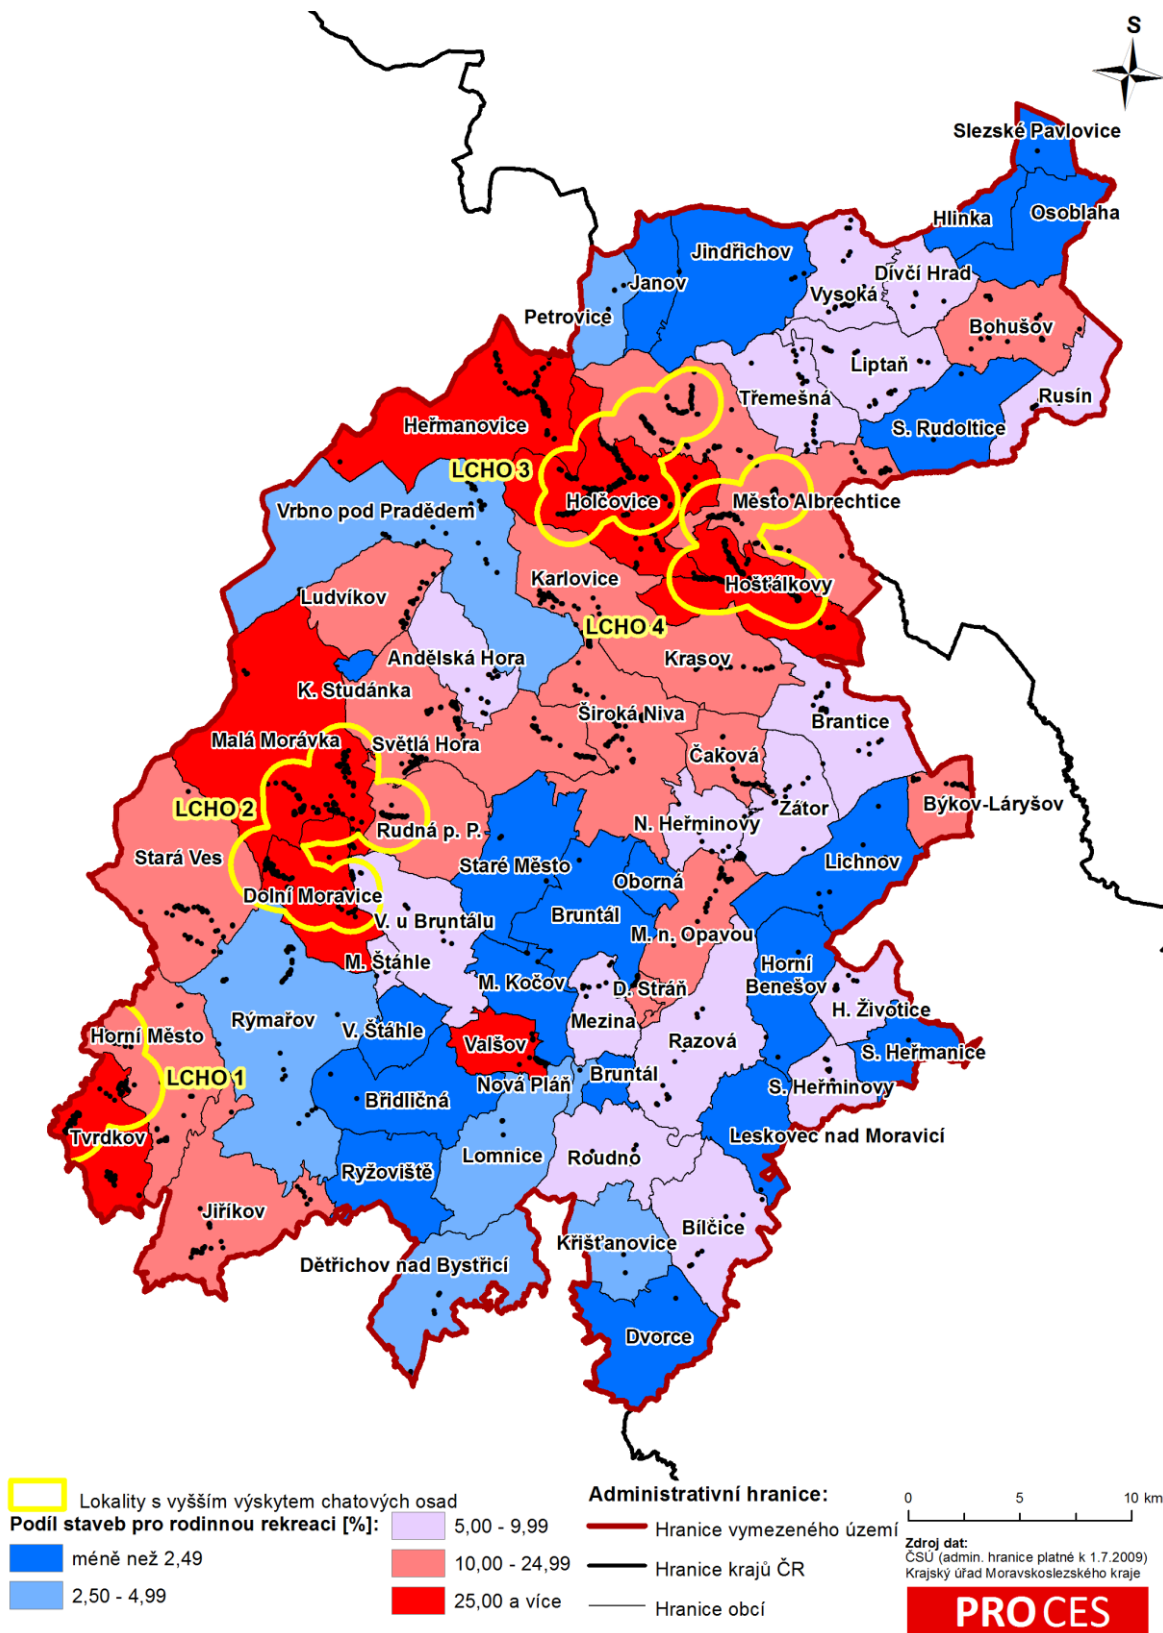 S
Slezské Pavlovice
Hlinka
Osoblaha
Jindřichov
Janov
Dívčí Hrad
Vysoká
Petrovice
Bohušov
Liptaň
Třemešná
Rusín
Heřmanovice
S. Rudoltice
LCHO 3
Holčovice
Město Albrechtice
Vrbno pod Pradědem
Karlovice
Hošťálkovy
Ludvíkov
LCHO 4
Andělská Hora
Krasov
K. Studánka
Široká Niva
Brantice
Malá Morávka
Světlá Hora
Čaková
LCHO 2
Žátor
Býkov-Láryšov
Rudná p. P.
N. Heřminovy
Stará Ves
Staré Město
Lichnov
Oborná
Dolní Moravice
V. u Bruntálu
Bruntál
M. n. Opavou
M. Štáhle
Horní
Benešov
M. Kočov
D. Stráň
H. Životice
Rýmařov
V. Štáhle
Mezina
Horní Město
Valšov
Razová
S. Heřmanice
LCHO 1
Nová Pláň
Bruntál
S. Heřminovy
Břidličná
Tvrdkov
Leskovec nad Moravicí
Lomnice
Roudno
Ryžoviště
Jiříkov
Bílčice
Křišťanovice
Dětřichov nad Bystřicí
Dvorce
Lokality s vyšším výskytem chatových osad
Podíl staveb pro rodinnou rekreaci [%]:
méně než 2,49
2,50 - 4,99
5,00 - 9,99
10,00 - 24,99
25,00 a více
Administrativní hranice:
Hranice vymezeného území
Hranice krajů ČR
Hranice obcí
0 5 10 km
Zdroj dat:
ČSÚ (admin. hranice platné k 1.7.2009)
Krajský úřad Moravskoslezského kraje
PROCES